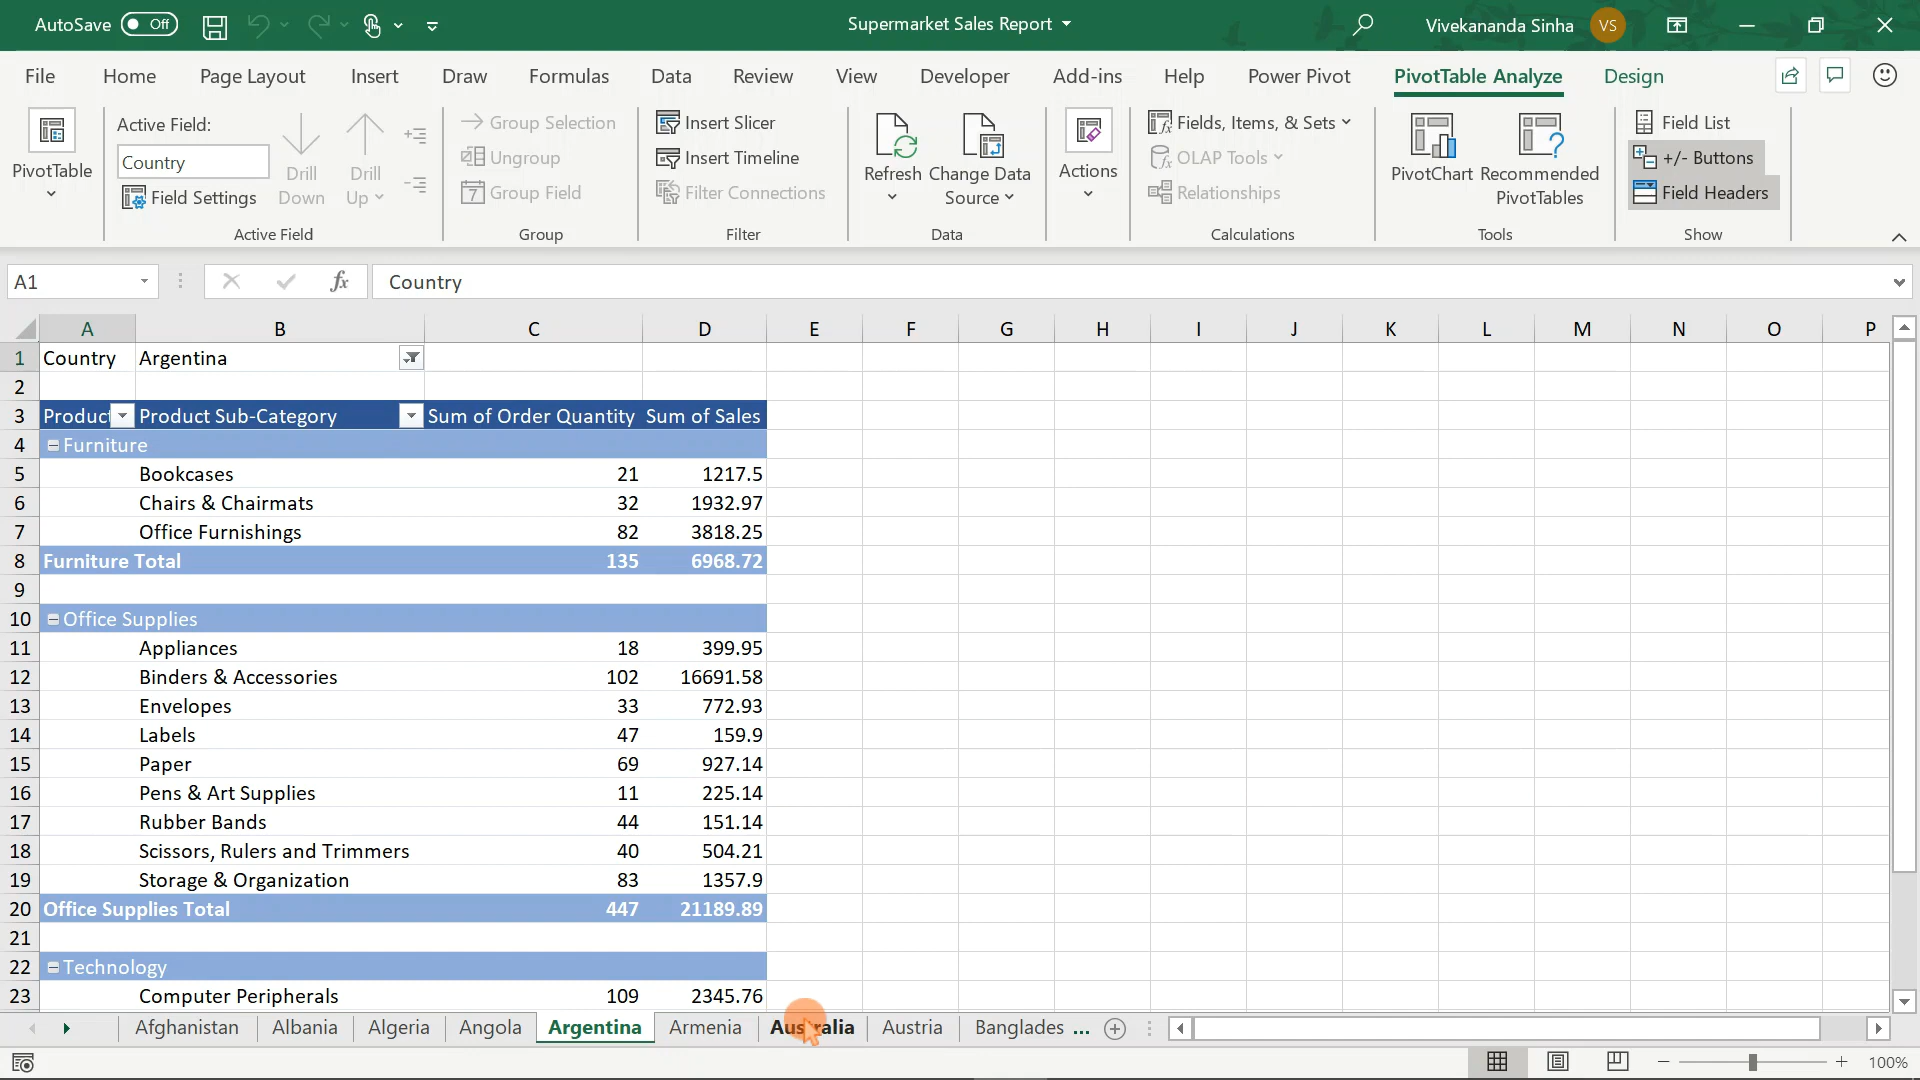 AutoSave Off Supermarket Sales Report Vivekananda Sinha VS
File Home Page Layout Insert Draw Formulas Data Review View Developer Add-ins Help Power Pivot PivotTable Analyze Design
PivotTable
Active Field:
Country
Field Settings
Drill Down
Drill Up
Active Field
Group Selection
Ungroup
7 Group Field
Group
Insert Slicer
Insert Timeline
Filter Connections
Filter
Refresh
Change Data Source
Data
Actions
Fields, Items, & Sets
OLAP Tools
Relationships
Calculations
PivotChart
Recommended PivotTables
Tools
Field List
+/- Buttons
Field Headers
Show
A1 fx Country
A B C D E F G H I J K L M N O P
1 Country Argentina
2
3 Product Product Sub-Category Sum of Order Quantity Sum of Sales
4 Furniture
5 Bookcases 21 1217.5
6 Chairs & Chairmats 32 1932.97
7 Office Furnishings 82 3818.25
8 Furniture Total 135 6968.72
9
10 Office Supplies
11 Appliances 18 399.95
12 Binders & Accessories 102 16691.58
13 Envelopes 33 772.93
14 Labels 47 159.9
15 Paper 69 927.14
16 Pens & Art Supplies 11 225.14
17 Rubber Bands 44 151.14
18 Scissors, Rulers and Trimmers 40 504.21
19 Storage & Organization 83 1357.9
20 Office Supplies Total 447 21189.89
21
22 Technology
23 Computer Peripherals 109 2345.76
Afghanistan Albania Algeria Angola Argentina Armenia Australia Austria Banglades ...
100%